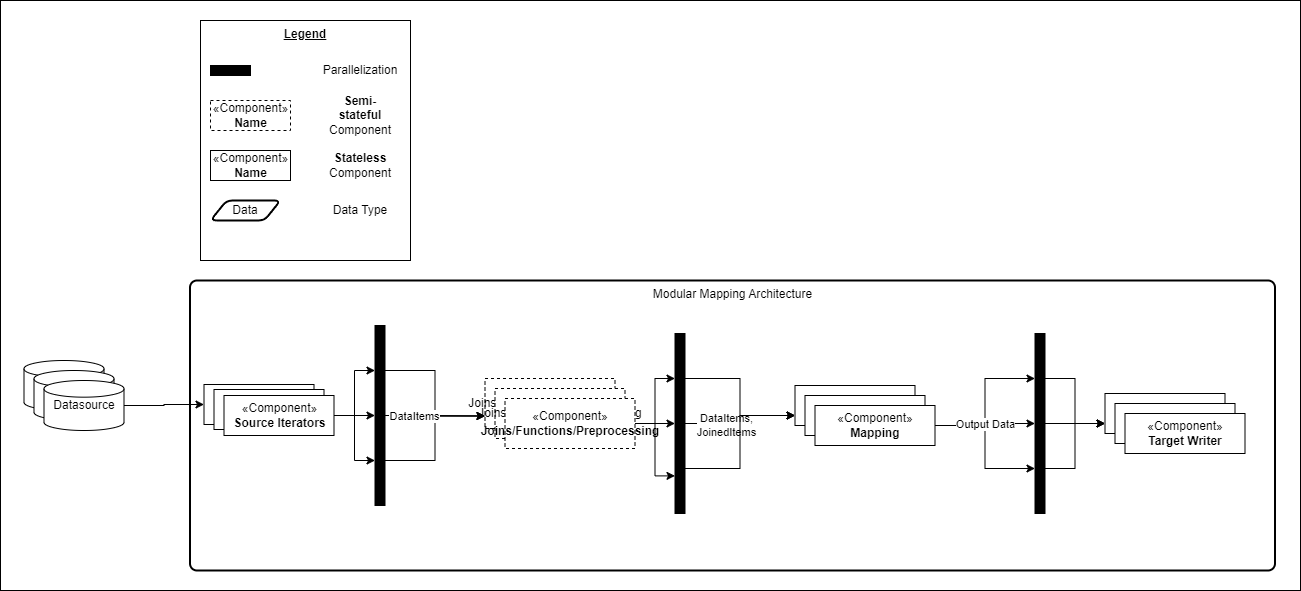 Legend
Parallelization
«Component»
Name
Semi-
stateful
Component
«Component»
Name
Stateless
Component
Data
Data Type
Modular Mapping Architecture
Datasource
«Component»
Source Iterators
DataItems
Joins
Joins
g
«Component»
Joins/Functions/Preprocessing
DataItems,
JoinedItems
«Component»
Mapping
Output Data
«Component»
Target Writer